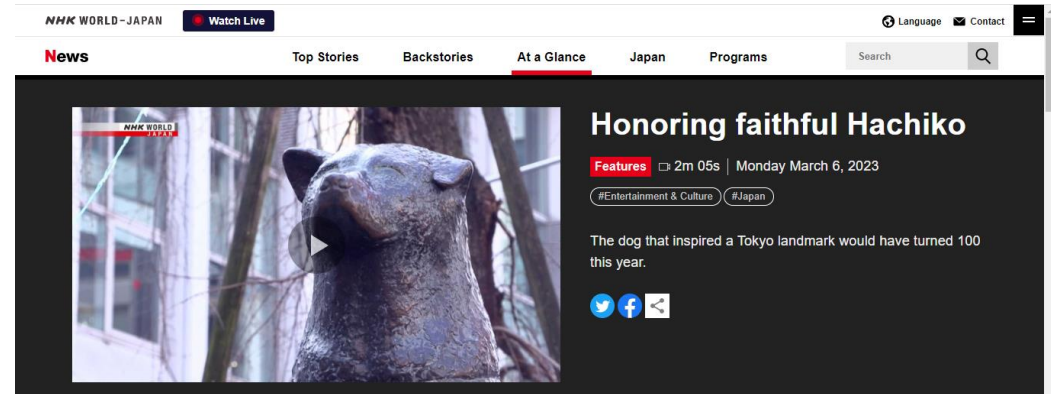 NHK WORLD-JAPAN
Watch Live
Language
Contact
News
Top Stories
Backstories
At a Glance
Japan
Programs
Search
NHK WORLD
JAPAN
Honoring faithful Hachiko
Features 2m 05s | Monday March 6, 2023
#Entertainment & Culture #Japan
The dog that inspired a Tokyo landmark would have turned 100
this year.